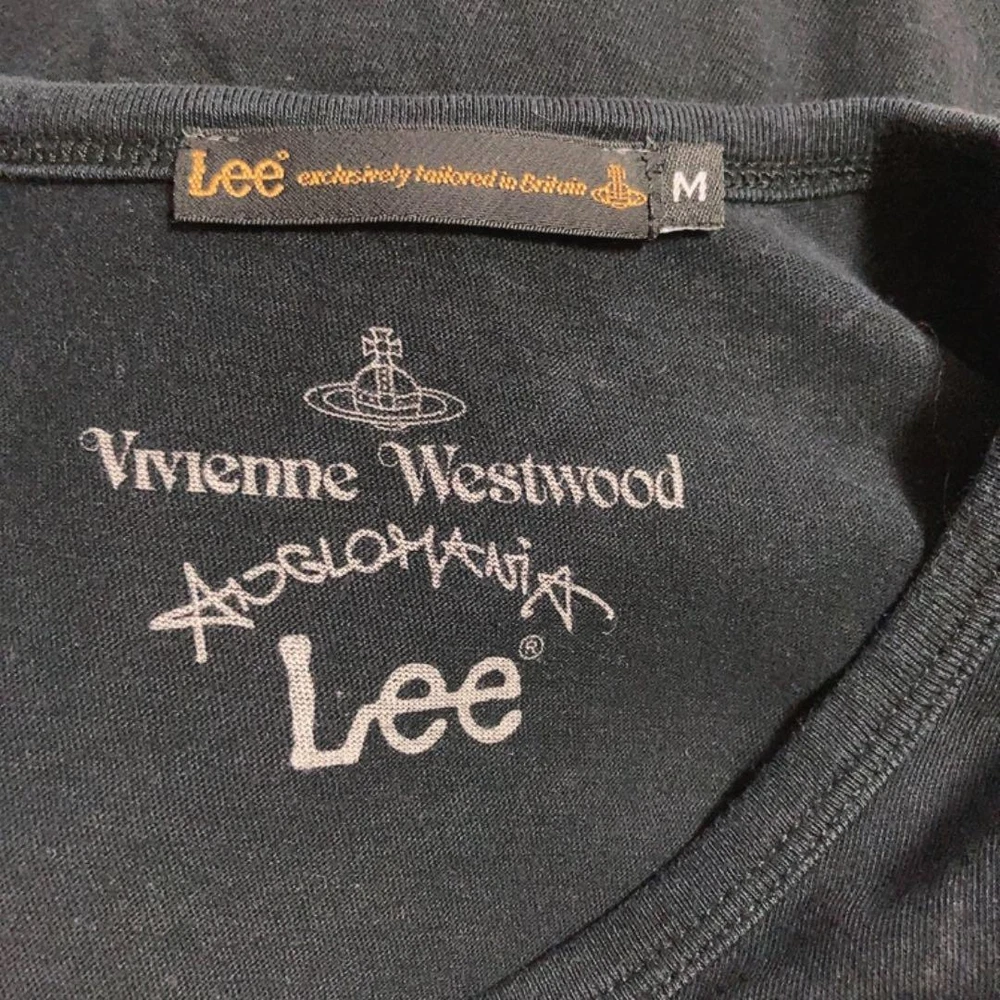 Lee® exclusively tailored in Britain
M
Vivienne Westwood
ANGLOMANiA
Lee®